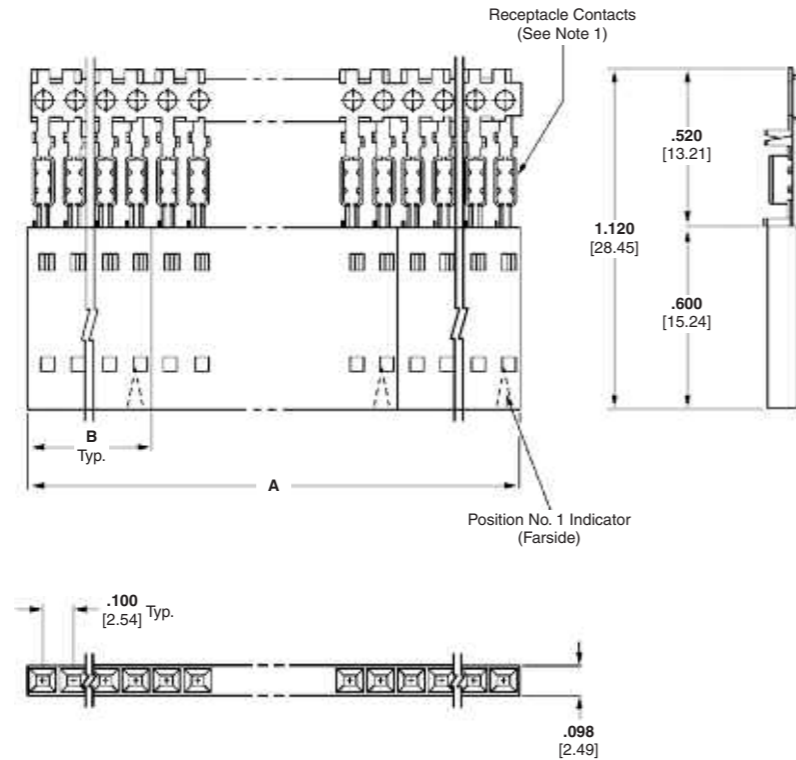 Receptacle Contacts
(See Note 1)
.520
[13.21]
1.120
[28.45]
.600
[15.24]
B
Typ.
A
Position No. 1 Indicator
(Farside)
.100
[2.54] Typ.
.098
[2.49]